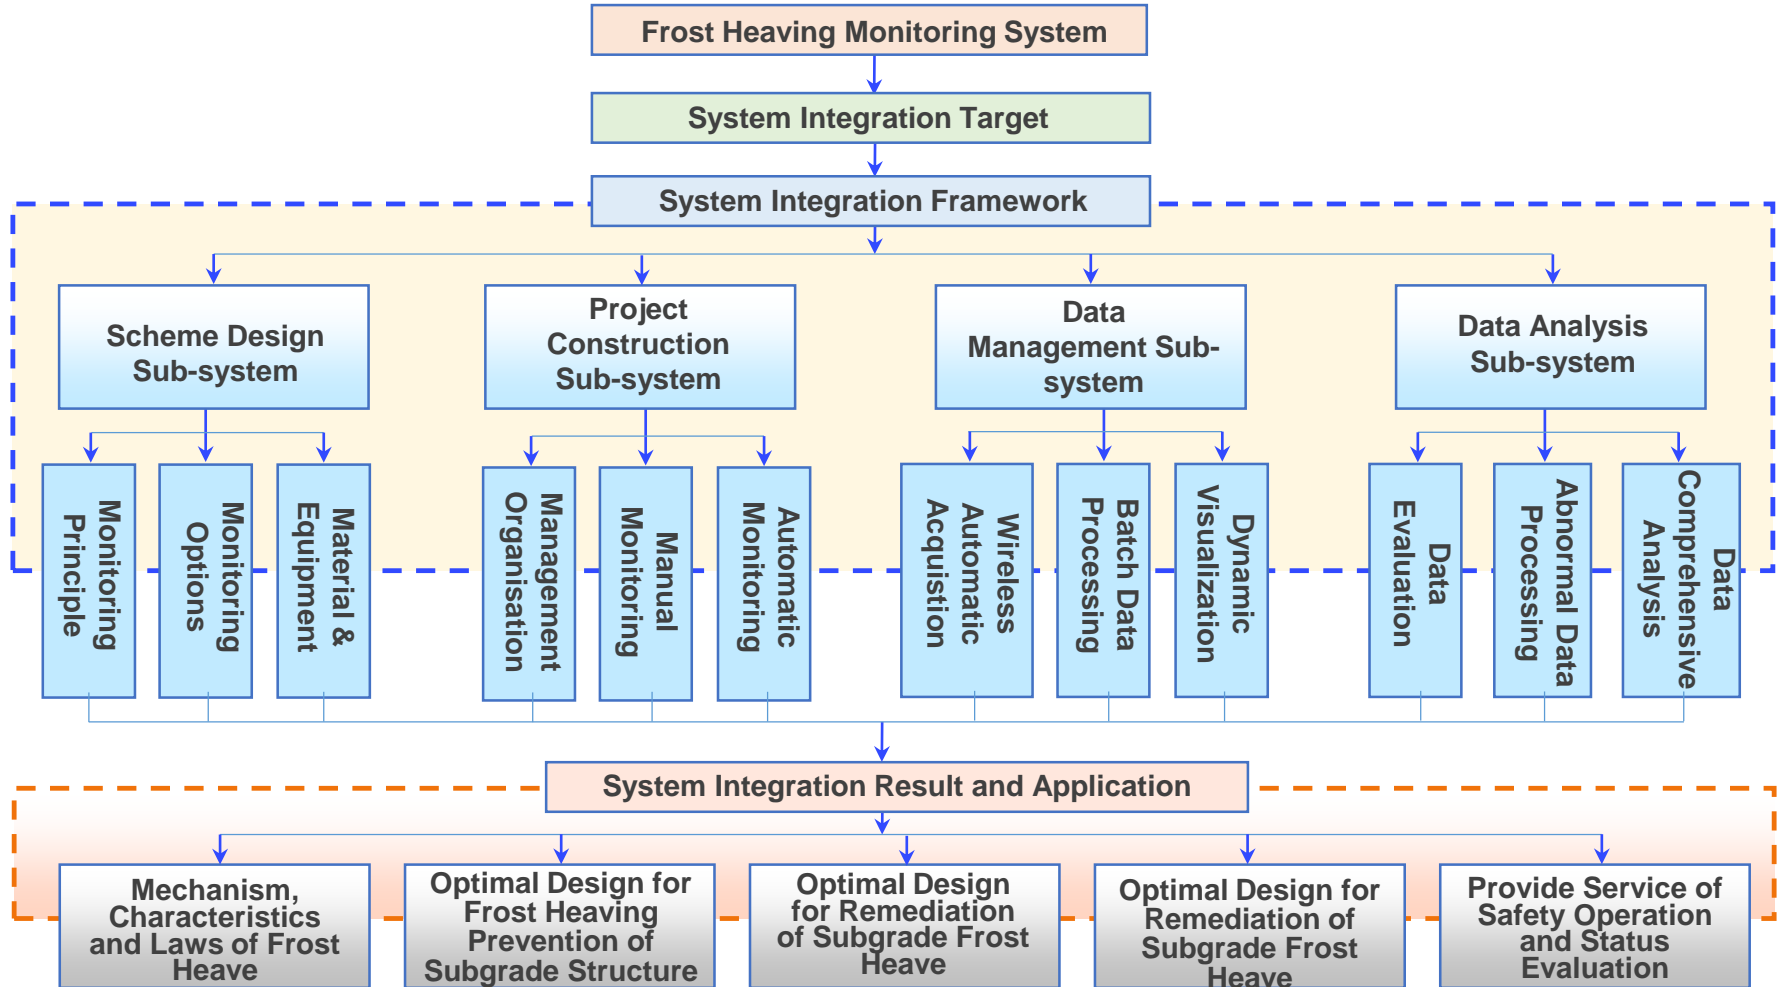 Frost Heaving Monitoring System
System Integration Target
System Integration Framework
Scheme Design
Sub-system
Project
Construction
Sub-system
Data
Management Sub-
system
Data Analysis
Sub-system
Monitoring
Principle
Monitoring
Options
Material &
Equipment
Management
Organisation
Manual
Monitoring
Automatic
Monitoring
Wireless
Automatic
Acquistion
Batch Data
Processing
Dynamic
Visualization
Data
Evaluation
Abnormal Data
Processing
Data
Comprehensive
Analysis
System Integration Result and Application
Mechanism,
Characteristics
and Laws of Frost
Heave
Optimal Design for
Frost Heaving
Prevention of
Subgrade Structure
Optimal Design
for Remediation
of Subgrade Frost
Heave
Optimal Design for
Remediation of
Subgrade Frost
Heave
Provide Service of
Safety Operation
and Status
Evaluation